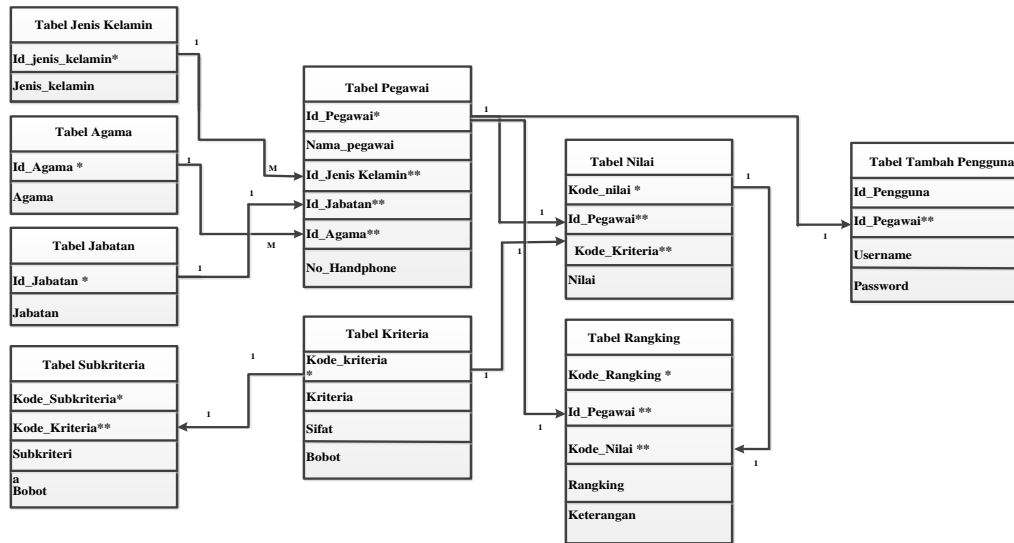 Tabel Jenis Kelamin
Id_jenis_kelamin*
Jenis_kelamin
1
Tabel Agama
Id_Agama *
Agama
1
Tabel Jabatan
Id_Jabatan *
Jabatan
1
Tabel Subkriteria
Kode_Subkriteria*
Kode_Kriteria**
Subkriteri
a
Bobot
1
1
M
1
M
Tabel Pegawai
Id_Pegawai*
Nama_pegawai
Id_Jenis Kelamin**
Id_Jabatan**
Id_Agama**
No_Handphone
1
Tabel Kriteria
Kode_kriteria
*
Kriteria
Sifat
Bobot
1
1
1
1
Tabel Nilai
Kode_nilai *
Id_Pegawai**
Kode_Kriteria**
Nilai
1
Tabel Rangking
Kode_Rangking *
Id_Pegawai **
Kode_Nilai **
Rangking
Keterangan
1
1
Tabel Tambah Pengguna
Id_Pengguna
Id_Pegawai**
Username
Password